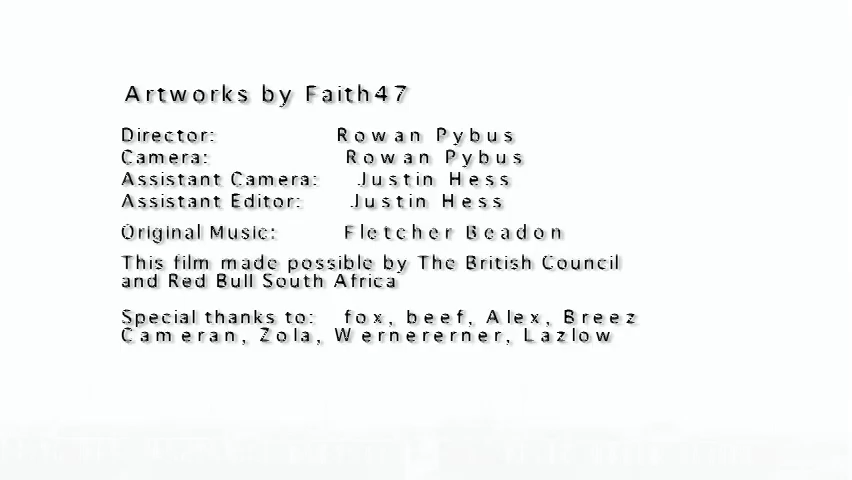 Artworks by Faith47
Director: Rowan Pybus
Camera: Rowan Pybus
Assistant Camera: Justin Hess
Assistant Editor: Justin Hess
Original Music: Fletcher Beadon
This film made possible by The British Council
and Red Bull South Africa
Special thanks to: fox, beef, Alex, Breez
Cameran, Zola, Wernererner, Lazlow